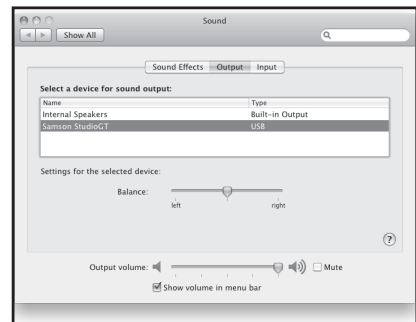 Sound
Show All
Sound Effects Output Input
Select a device for sound output:
Name Type
Internal Speakers Built-in Output
Samson StudioGT USB
Settings for the selected device:
Balance:
left right
?
Output volume: Mute
Show volume in menu bar